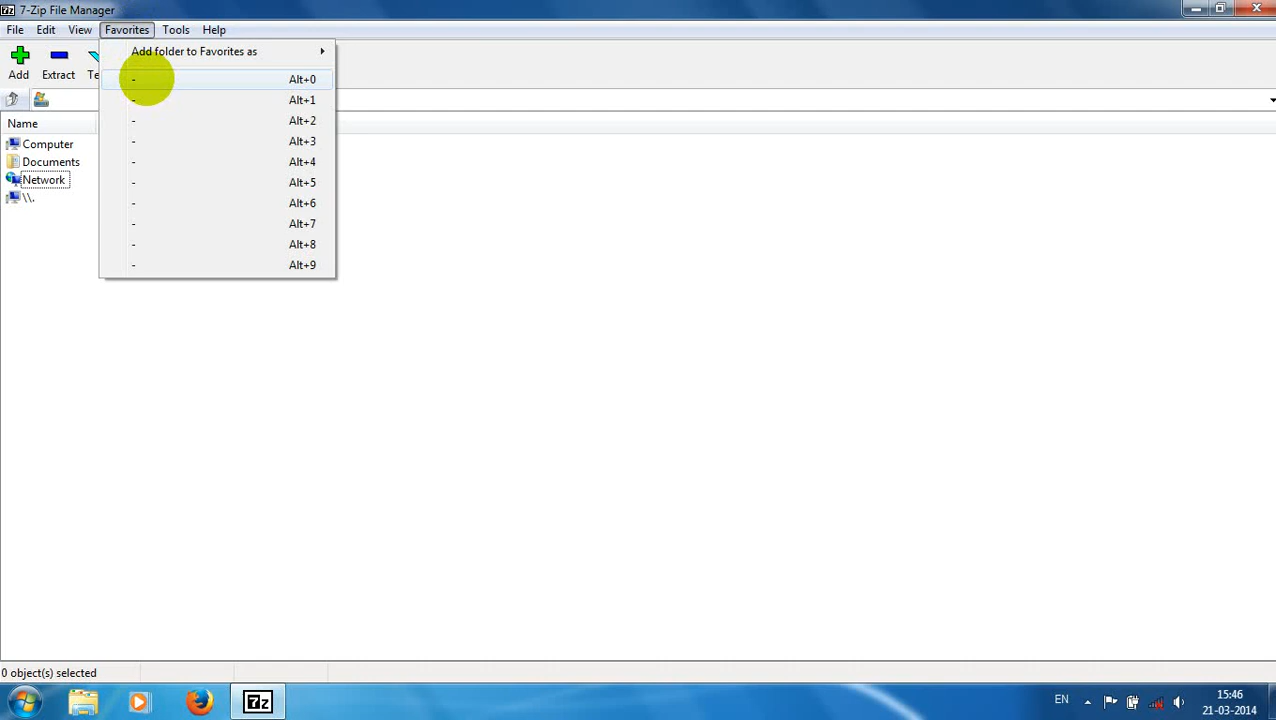 7z 7-Zip File Manager
File Edit View Favorites Tools Help
Add folder to Favorites as
Add Extract
- Alt+0
- Alt+1
- Alt+2
- Alt+3
- Alt+4
- Alt+5
- Alt+6
- Alt+7
- Alt+8
- Alt+9
Name
Computer
Documents
Network
\\.
0 object(s) selected
7z
EN
15:46
21-03-2014